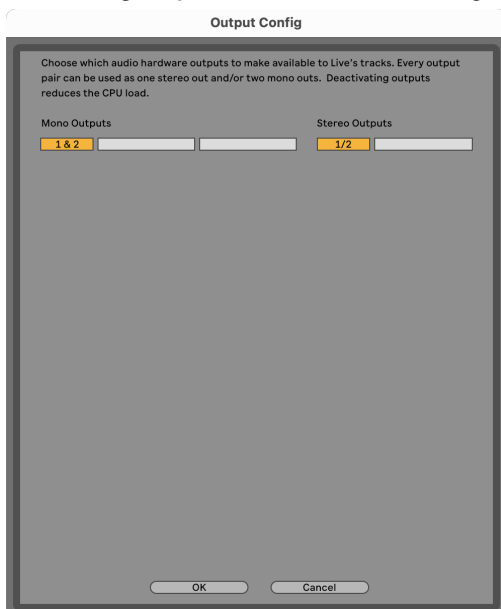 Output Config
Choose which audio hardware outputs to make available to Live's tracks. Every output
pair can be used as one stereo out and/or two mono outs. Deactivating outputs
reduces the CPU load.
Mono Outputs Stereo Outputs
1 & 2 1/2
OK Cancel